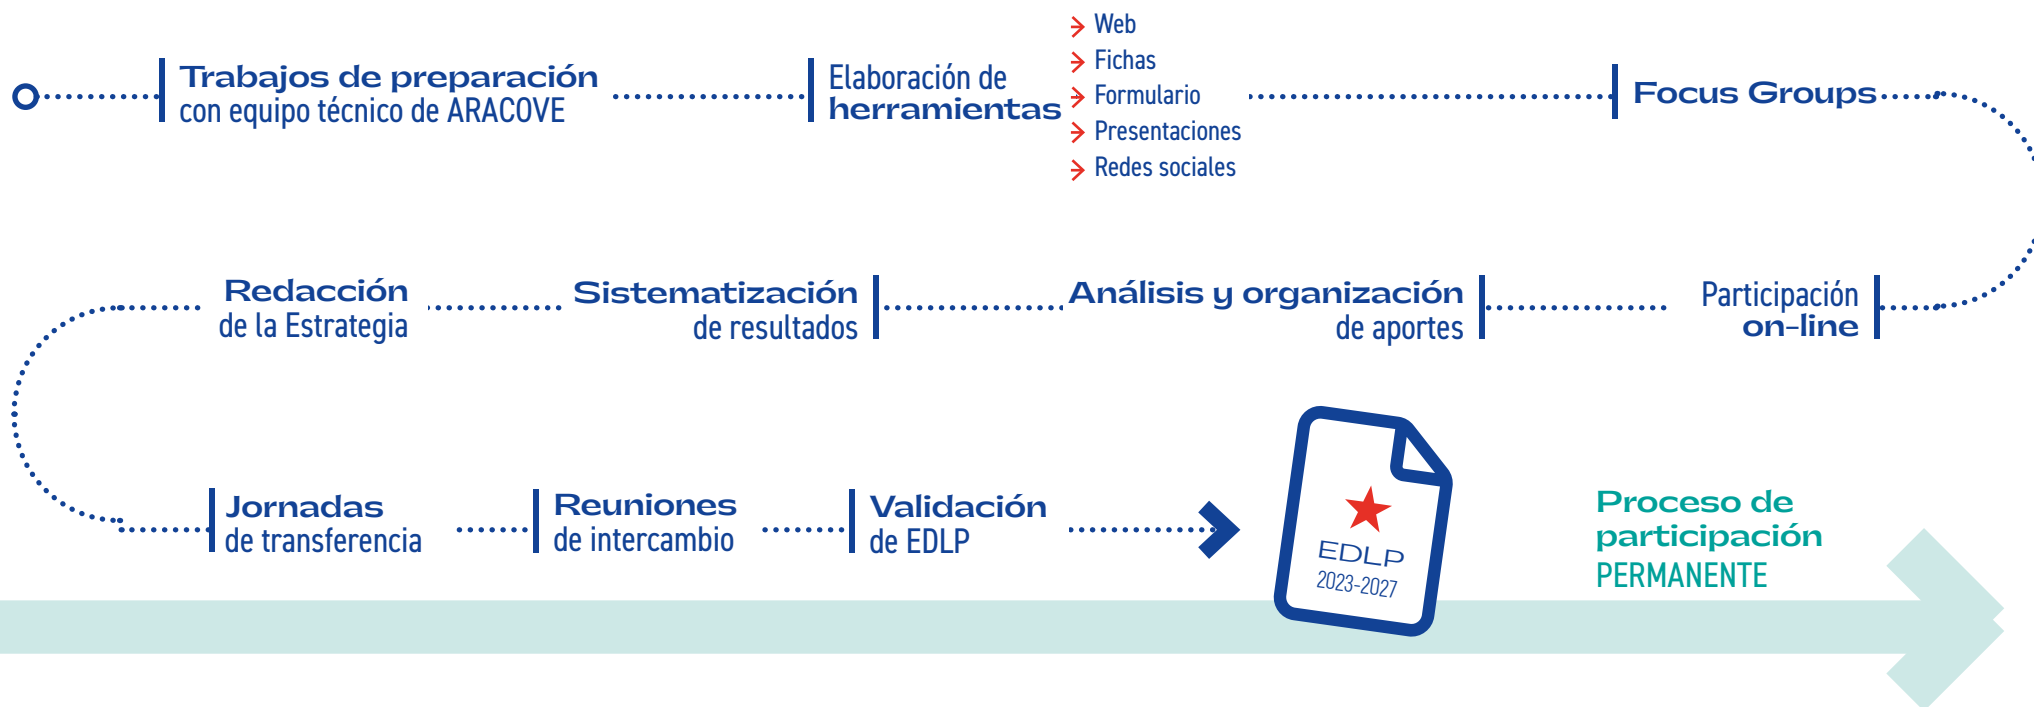 Trabajos de preparación
con equipo técnico de ARACOVE
Elaboración de
herramientas
Web
Fichas
Formulario
Presentaciones
Redes sociales
Focus Groups
Participación
on-line
Análisis y organización
de aportes
Sistematización
de resultados
Redacción
de la Estrategia
Jornadas
de transferencia
Reuniones
de intercambio
Validación
de EDLP
EDLP
2023-2027
Proceso de
participación
PERMANENTE